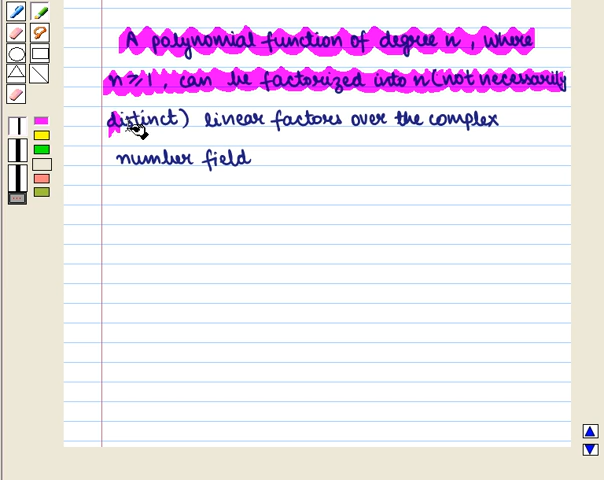 A polynomial function of degree n, where
n ≥ 1, can be factorized into n (not necessarily
distinct) linear factors over the complex
number field